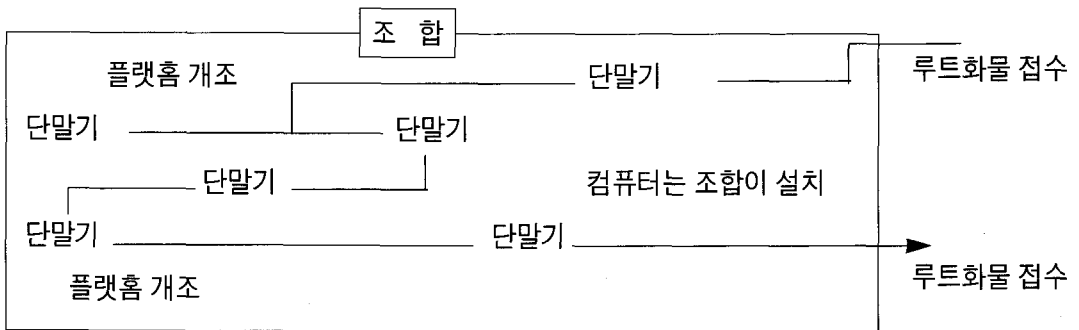 조 합
플랫홈 개조
단말기
루트화물 접수
단말기
단말기
단말기
컴퓨터는 조합이 설치
단말기
단말기
플랫홈 개조
루트화물 접수